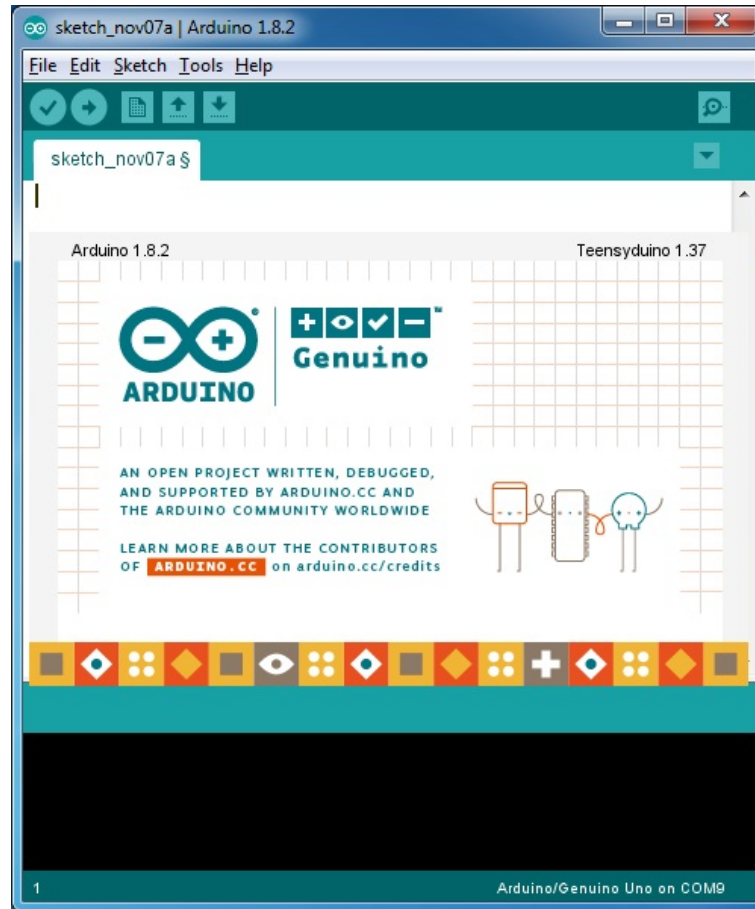 sketch_nov07a | Arduino 1.8.2
File Edit Sketch Tools Help
sketch_nov07a §
Arduino 1.8.2 Teensyduino 1.37
ARDUINO
Genuino ™
AN OPEN PROJECT WRITTEN, DEBUGGED,
AND SUPPORTED BY ARDUINO.CC AND
THE ARDUINO COMMUNITY WORLDWIDE
LEARN MORE ABOUT THE CONTRIBUTORS
OF ARDUINO.CC on arduino.cc/credits
1 Arduino/Genuino Uno on COM9